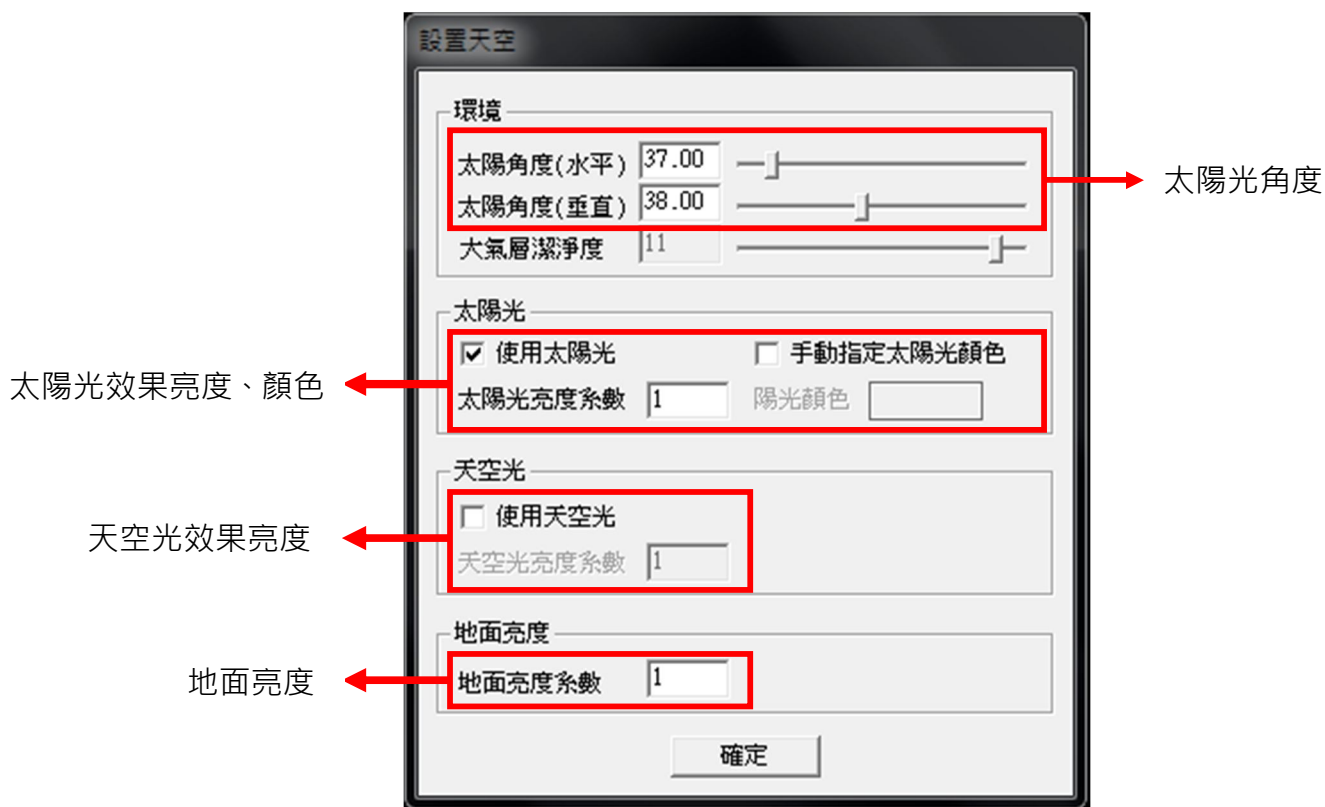 設置天空
環境
太陽角度(水平) 37.00
太陽光角度
太陽角度(垂直) 38.00
大氣層潔淨度 11
太陽光
使用太陽光 手動指定太陽光顏色
太陽光效果亮度、顏色
太陽光亮度系數 1 陽光顏色
天空光
使用天空光
天空光效果亮度
天空光亮度系數 1
地面亮度
地面亮度
地面亮度系數 1
確定